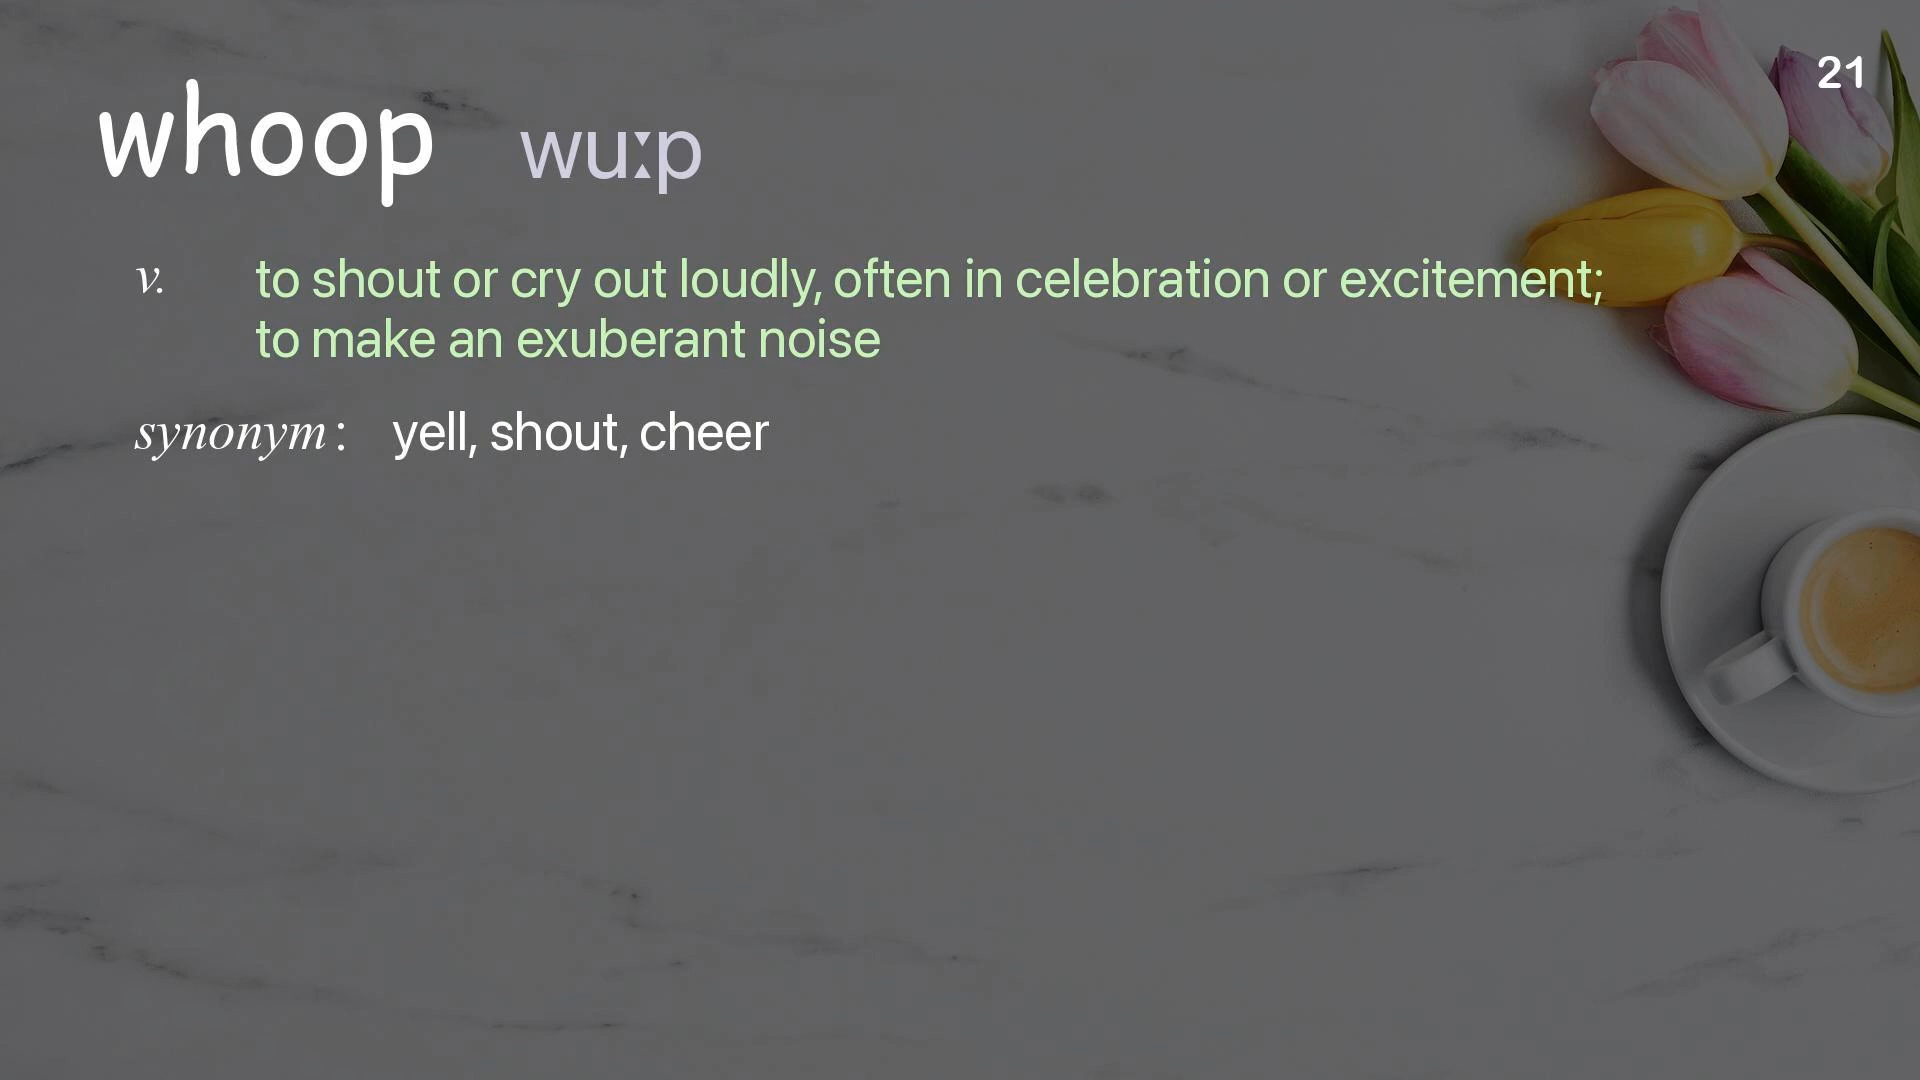 21
whoop wuːp
v. to shout or cry out loudly, often in celebration or excitement;
to make an exuberant noise
synonym : yell, shout, cheer